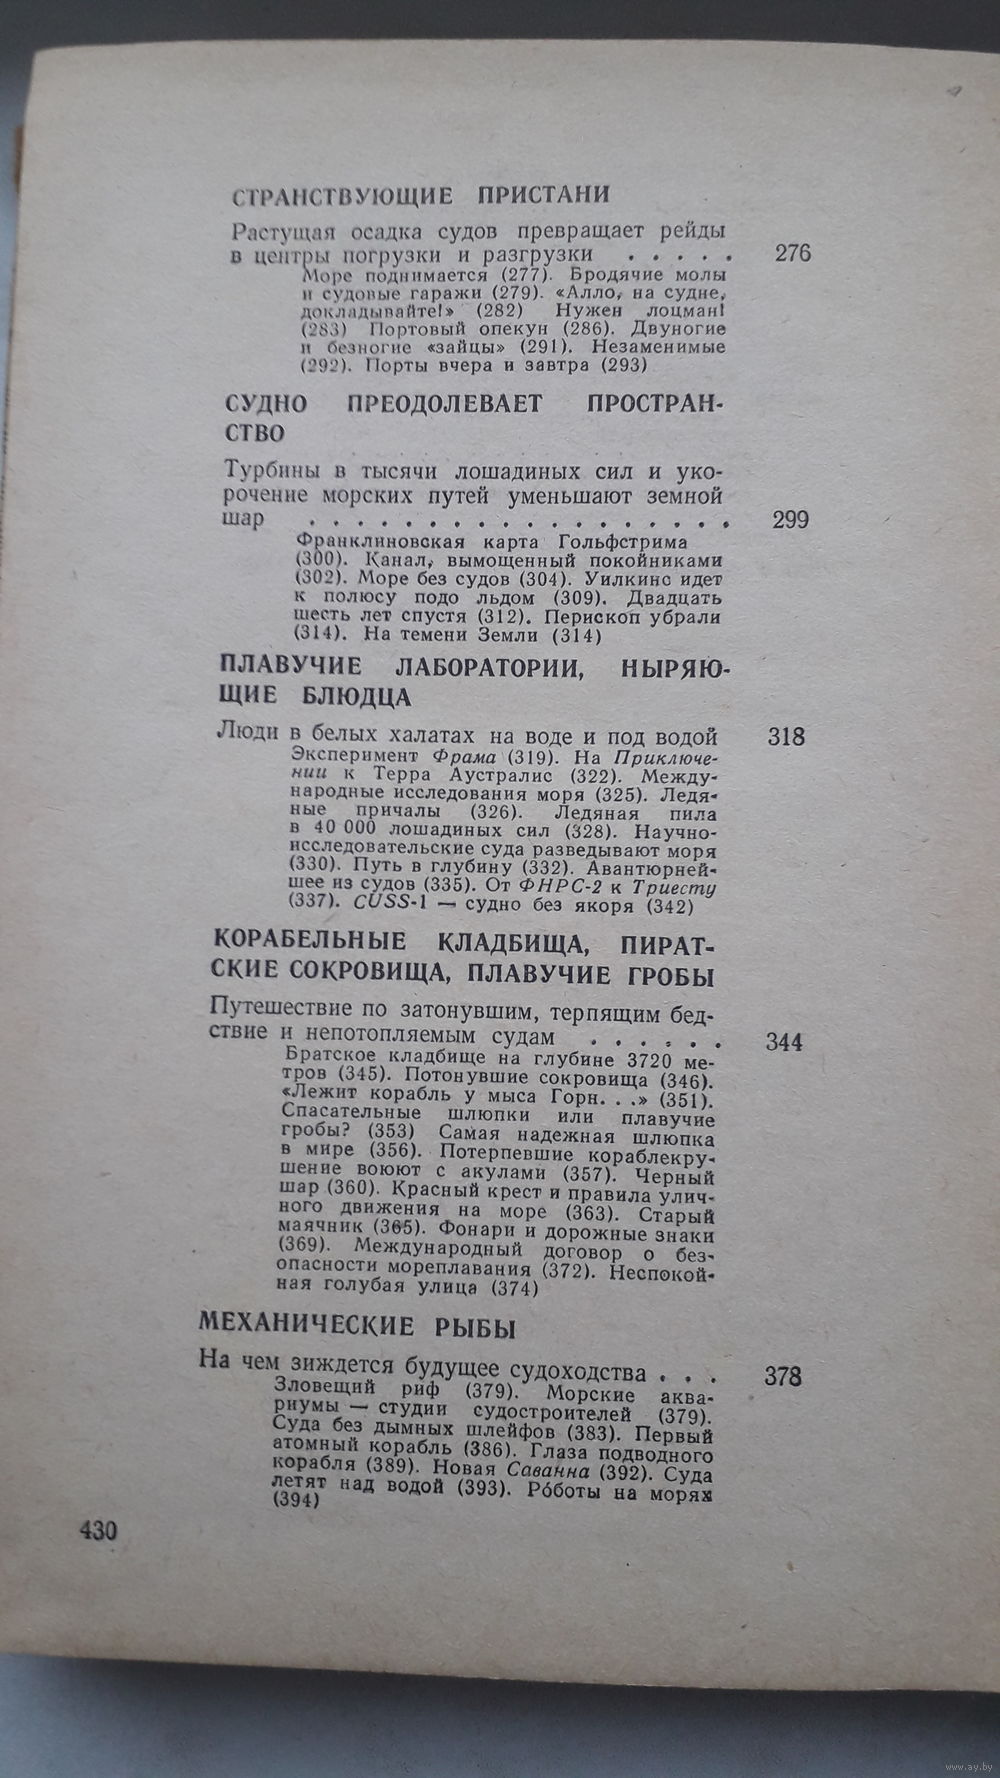 СТРАНСТВУЮЩИЕ ПРИСТАНИ
Растущая осадка судов превращает рейды
в центры погрузки и разгрузки . . . . . 276
Море поднимается (277). Бродячие молы
и судовые гаражи (279). «Алло, на судне,
докладывайте!» (282) Нужен лоцман!
(283) Портовый опекун (286). Двуногие
и безногие «зайцы» (291). Незаменимые
(292). Порты вчера и завтра (293)
СУДНО ПРЕОДОЛЕВАЕТ ПРОСТРАН-
СТВО
Турбины в тысячи лошадиных сил и уко-
рочение морских путей уменьшают земной
шар . . . . . . . . . . . . . . . . . . 299
Франклиновская карта Гольфстрима
(300). Канал, вымощенный покойниками
(302). Море без судов (304). Уилкинс идет
к полюсу подо льдом (309). Двадцать
шесть лет спустя (312). Перископ убрали
(314). На темени Земли (314)
ПЛАВУЧИЕ ЛАБОРАТОРИИ, НЫРЯЮ-
ЩИЕ БЛЮДЦА
Люди в белых халатах на воде и под водой 318
Эксперимент Фрама (319). На Приключе-
нии к Терра Аустралис (322). Между-
народные исследования моря (325). Ледя-
ные причалы (326). Ледяная пила
в 40 000 лошадиных сил (328). Научно-
исследовательские суда разведывают моря
(330). Путь в глубину (332). Авантюрней-
шее из судов (335). От ФНРС-2 к Триесту
(337). CUSS-1 — судно без якоря (342)
КОРАБЕЛЬНЫЕ КЛАДБИЩА, ПИРАТ-
СКИЕ СОКРОВИЩА, ПЛАВУЧИЕ ГРОБЫ
Путешествие по затонувшим, терпящим бед-
ствие и непотопляемым судам . . . . . . 344
Братское кладбище на глубине 3720 ме-
тров (345). Потонувшие сокровища (346).
«Лежит корабль у мыса Горн. . .» (351).
Спасательные шлюпки или плавучие
гробы? (353) Самая надежная шлюпка
в мире (356). Потерпевшие кораблекру-
шение воюют с акулами (357). Черный
шар (360). Красный крест и правила улич-
ного движения на море (363). Старый
маячник (365). Фонари и дорожные знаки
(369). Международный договор о без-
опасности мореплавания (372). Неспокой-
ная голубая улица (374)
МЕХАНИЧЕСКИЕ РЫБЫ
На чем зиждется будущее судоходства . . . 378
Зловещий риф (379). Морские аква-
риумы — студии судостроителей (379).
Суда без дымных шлейфов (383). Первый
атомный корабль (386). Глаза подводного
корабля (389). Новая Саванна (392). Суда
летят над водой (393). Ро́боты на морях
(394)
430
www.ay.by